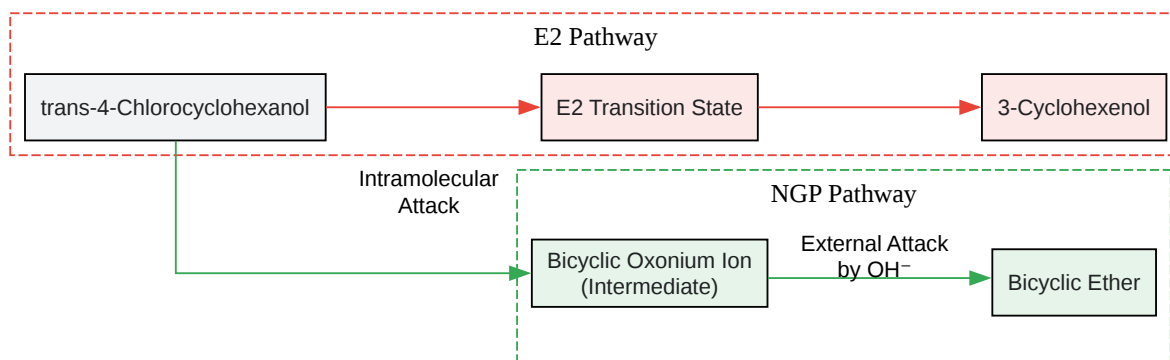 E2 Pathway
trans-4-Chlorocyclohexanol
E2 Transition State
3-Cyclohexenol
Intramolecular
Attack
NGP Pathway
Bicyclic Oxonium Ion
(Intermediate)
External Attack
by OH⁻
Bicyclic Ether